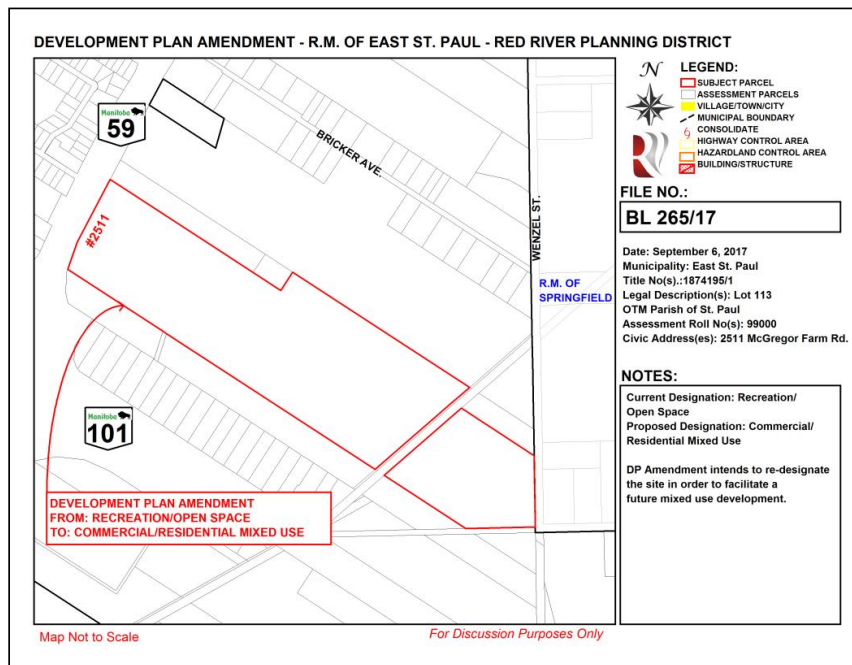 DEVELOPMENT PLAN AMENDMENT - R.M. OF EAST ST. PAUL - RED RIVER PLANNING DISTRICT
Manitoba
59
BRICKER AVE.
WENZEL ST.
#2511
R.M. OF
SPRINGFIELD
Manitoba
101
DEVELOPMENT PLAN AMENDMENT
FROM: RECREATION/OPEN SPACE
TO: COMMERCIAL/RESIDENTIAL MIXED USE
Map Not to Scale
For Discussion Purposes Only
N
LEGEND:
SUBJECT PARCEL
ASSESSMENT PARCELS
VILLAGE/TOWN/CITY
MUNICIPAL BOUNDARY
CONSOLIDATE
HIGHWAY CONTROL AREA
HAZARDLAND CONTROL AREA
BUILDING/STRUCTURE
FILE NO.:
BL 265/17
Date: September 6, 2017
Municipality: East St. Paul
Title No(s).:1874195/1
Legal Description(s): Lot 113
OTM Parish of St. Paul
Assessment Roll No(s): 99000
Civic Address(es): 2511 McGregor Farm Rd.
NOTES:
Current Designation: Recreation/
Open Space
Proposed Designation: Commercial/
Residential Mixed Use
DP Amendment intends to re-designate
the site in order to facilitate a
future mixed use development.